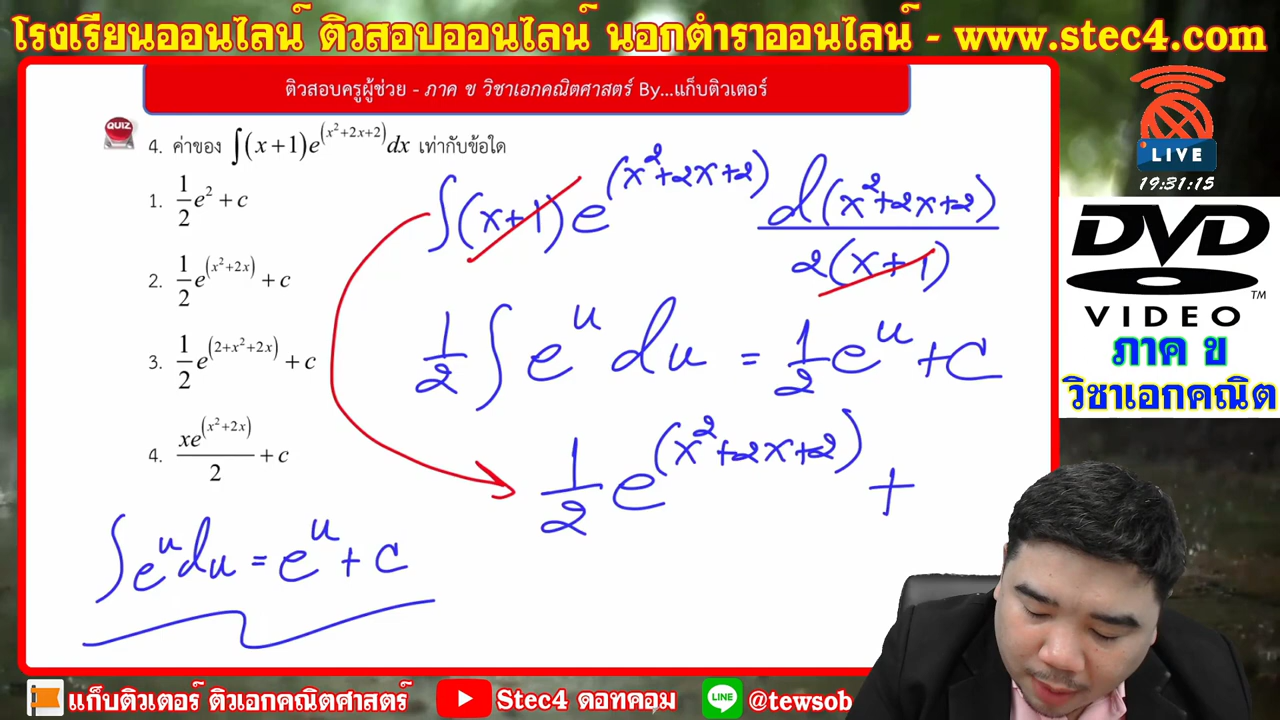 โรงเรียนออนไลน์ ติวสอบออนไลน์ นอกตำราออนไลน์ - www.stec4.com
ติวสอบครูผู้ช่วย - ภาค ข วิชาเอกคณิตศาสตร์ By...แก็บติวเตอร์
QUIZ
4. ค่าของ ∫(x+1)e^(x²+2x+2)dx เท่ากับข้อใด
1. 1/2 e² + c
2. 1/2 e^(x²+2x) + c
3. 1/2 e^(2+x²+2x) + c
4. xe^(x²+2x)/2 + c
∫(x+1)e^(x²+2x+2) d(x²+2x+2)/2(x+1)
1/2 ∫e^u du = 1/2 e^u + c
1/2 e^(x²+2x+2) +
∫e^u du = e^u + c
LIVE
19:31:15
DVD
VIDEO™
ภาค ข
วิชาเอกคณิต
แก็บติวเตอร์ ติวเอกคณิตศาสตร์ Stec4 ดอทคอม LINE @tewsob